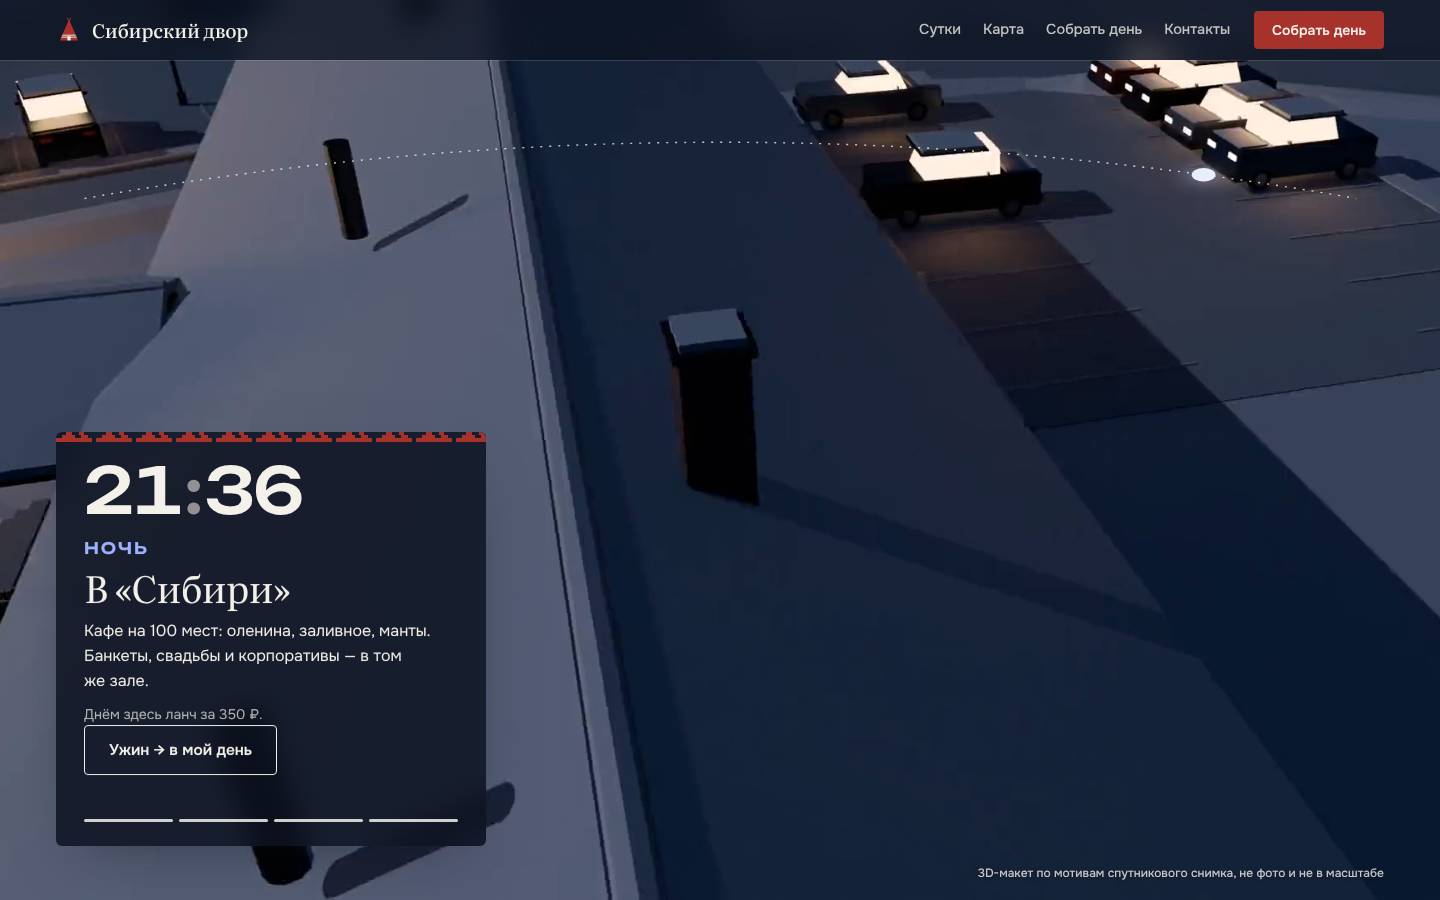 Сибирский двор
Сутки
Карта
Собрать день
Контакты
Собрать день
21:36
НОЧЬ
В «Сибири»
Кафе на 100 мест: оленина, заливное, манты.
Банкеты, свадьбы и корпоративы — в том
же зале.
Днём здесь ланч за 350 ₽.
Ужин → в мой день
3D-макет по мотивам спутникового снимка, не фото и не в масштабе